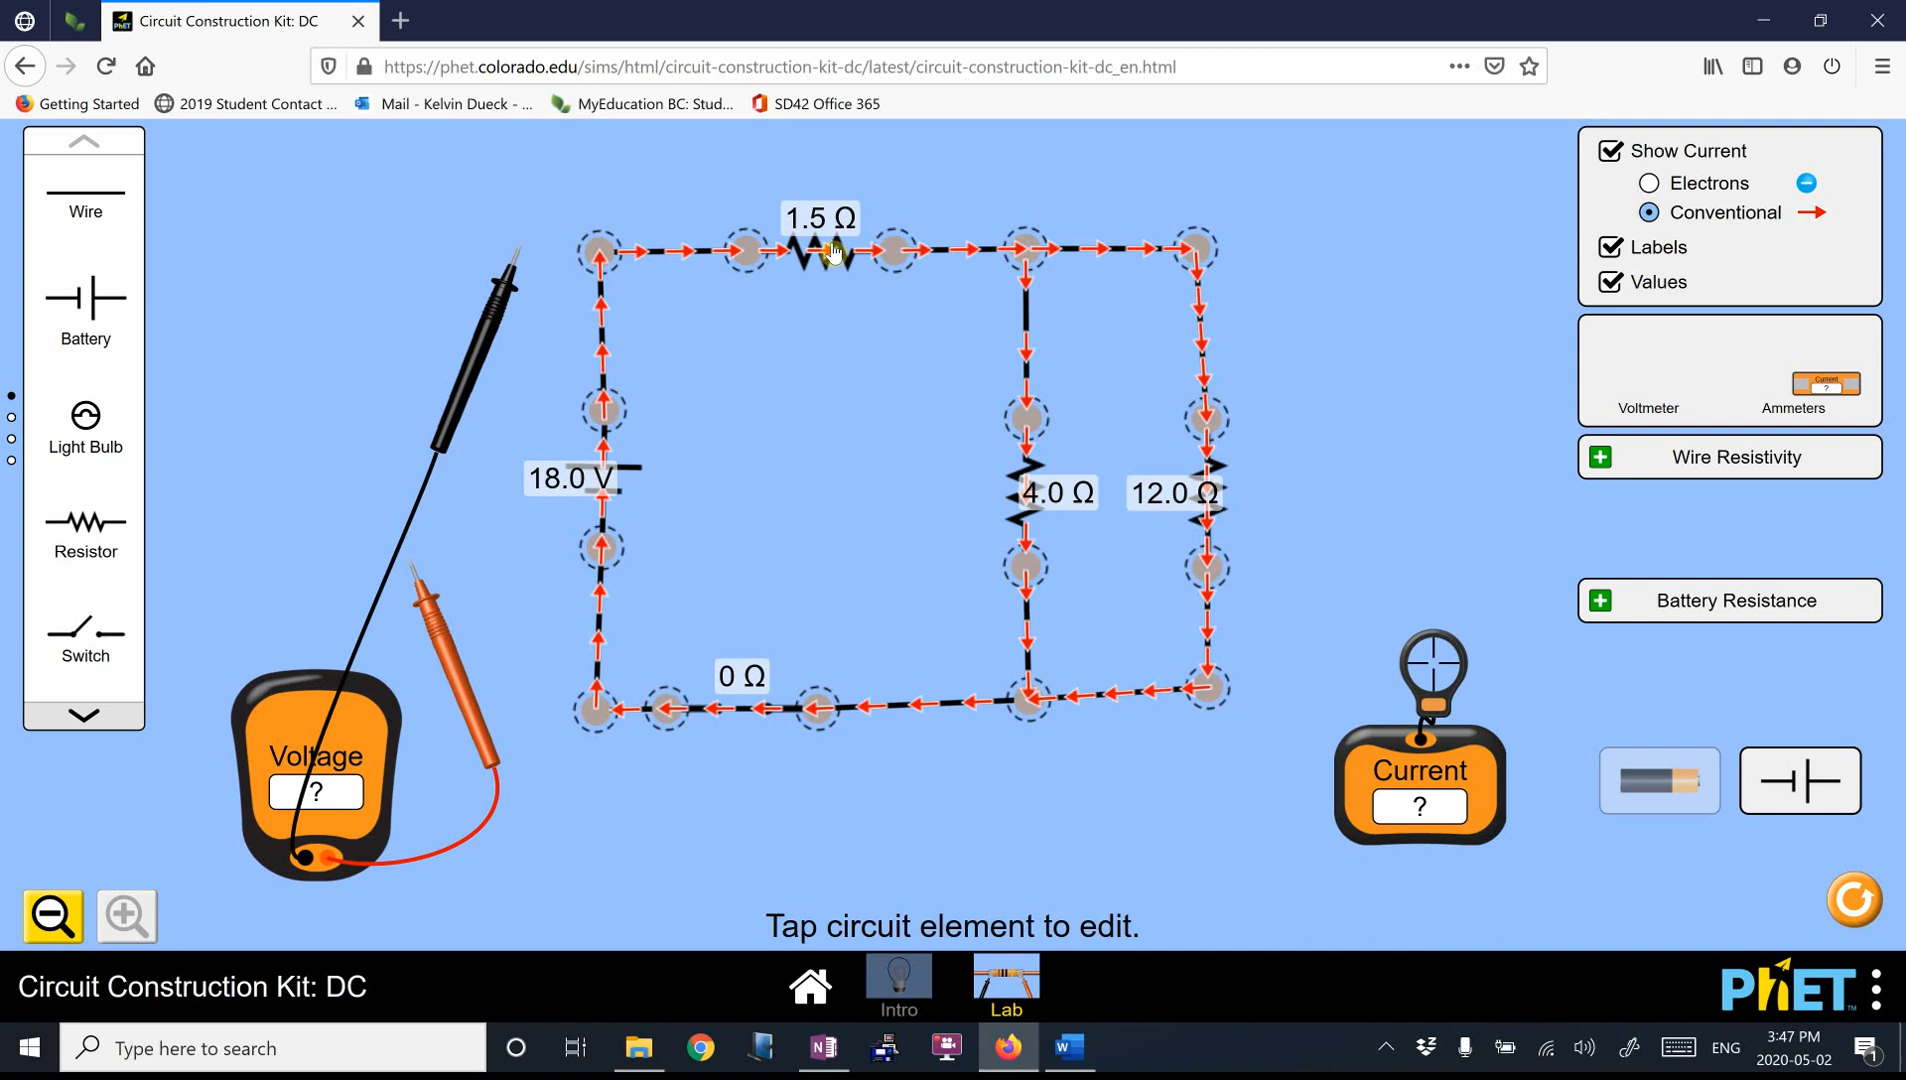 Circuit Construction Kit: DC
https://phet.colorado.edu/sims/html/circuit-construction-kit-dc/latest/circuit-construction-kit-dc_en.html
Getting Started
2019 Student Contact ...
Mail - Kelvin Dueck - ...
MyEducation BC: Stud...
SD42 Office 365
Wire
Battery
Light Bulb
Resistor
Switch
1.5 Ω
18.0 V
4.0 Ω
12.0 Ω
0 Ω
Voltage
?
Current
?
Show Current
Electrons
Conventional
Labels
Values
Current
?
Voltmeter
Ammeters
Wire Resistivity
Battery Resistance
Tap circuit element to edit.
Circuit Construction Kit: DC
Intro
Lab
PhET
Type here to search
ENG
3:47 PM
2020-05-02
1